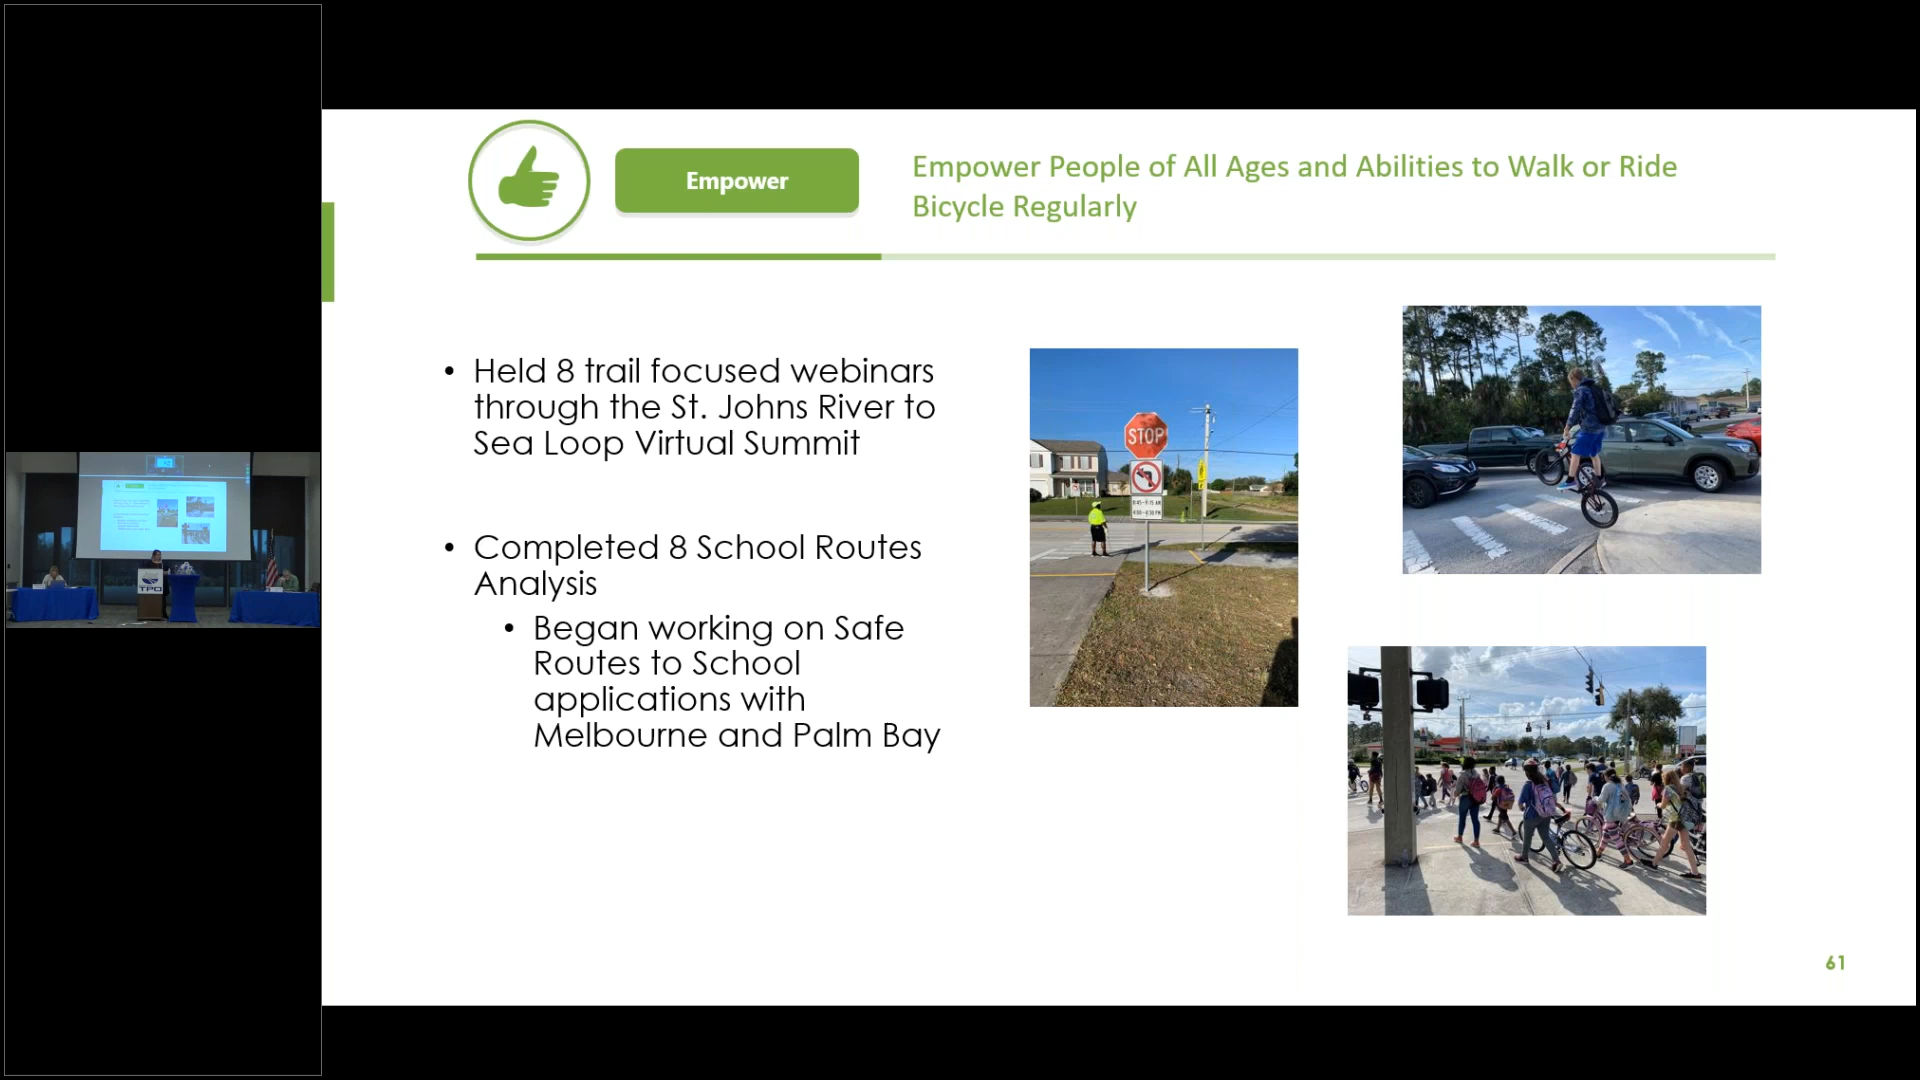 Empower
Empower People of All Ages and Abilities to Walk or Ride
Bicycle Regularly
• Held 8 trail focused webinars
through the St. Johns River to
Sea Loop Virtual Summit
• Completed 8 School Routes
Analysis
• Began working on Safe
Routes to School
applications with
Melbourne and Palm Bay
STOP
TPO
61